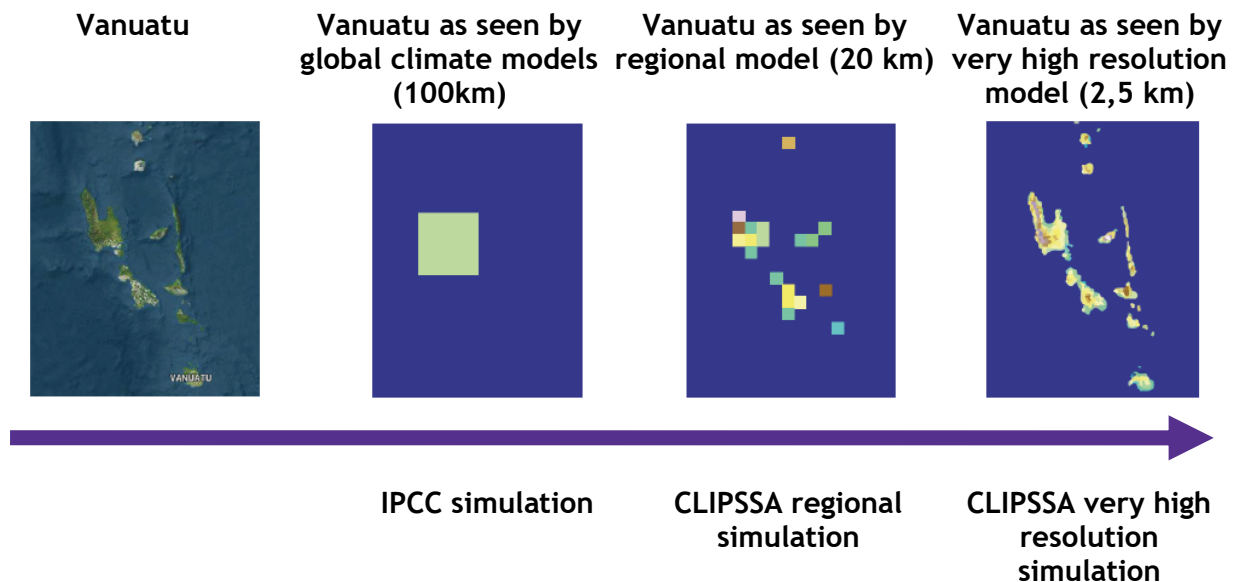 Vanuatu
Vanuatu as seen by
global climate models
(100km)
Vanuatu as seen by
regional model (20 km)
Vanuatu as seen by
very high resolution
model (2,5 km)
VANUATU
IPCC simulation
CLIPSSA regional
simulation
CLIPSSA very high
resolution
simulation